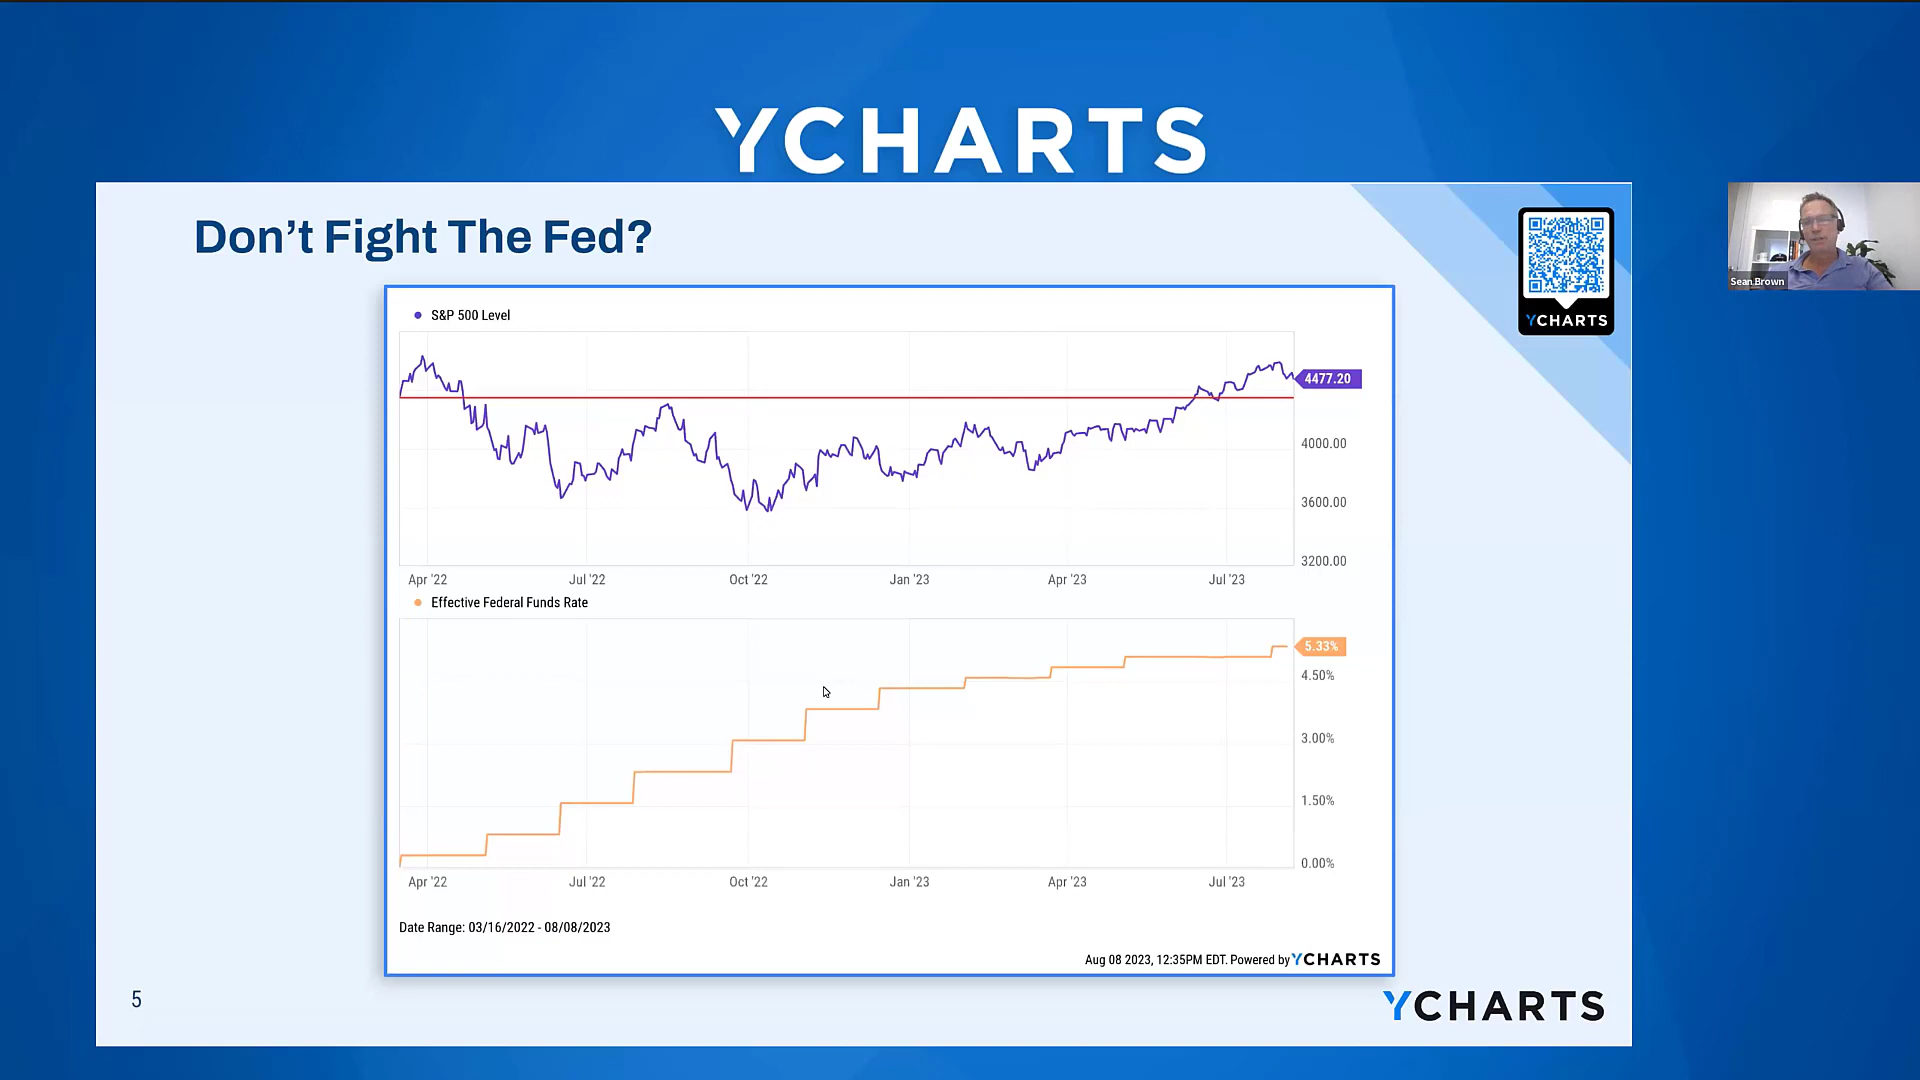 YCHARTS
Don't Fight The Fed?
YCHARTS
Sean Brown
S&P 500 Level
4477.20
4000.00
3600.00
3200.00
Apr '22 Jul '22 Oct '22 Jan '23 Apr '23 Jul '23
Effective Federal Funds Rate
5.33%
4.50%
3.00%
1.50%
0.00%
Apr '22 Jul '22 Oct '22 Jan '23 Apr '23 Jul '23
Date Range: 03/16/2022 - 08/08/2023
Aug 08 2023, 12:35PM EDT. Powered by YCHARTS
5
YCHARTS